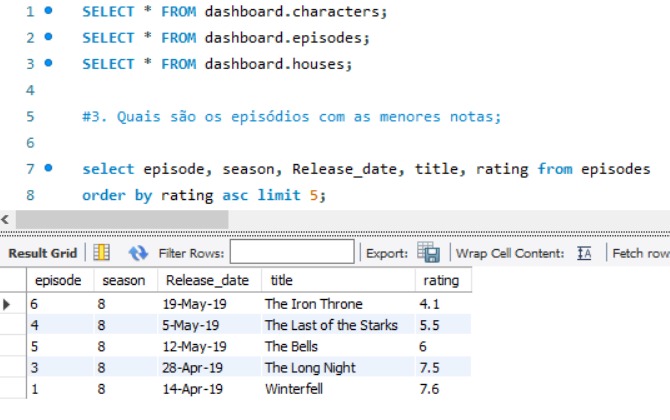 1 SELECT * FROM dashboard.characters;
2 SELECT * FROM dashboard.episodes;
3 SELECT * FROM dashboard.houses;
4
5 #3. Quais são os episódios com as menores notas;
6
7 select episode, season, Release_date, title, rating from episodes
8 order by rating asc limit 5;
Result Grid Filter Rows: Export: Wrap Cell Content: Fetch row
episode season Release_date title rating
6 8 19-May-19 The Iron Throne 4.1
4 8 5-May-19 The Last of the Starks 5.5
5 8 12-May-19 The Bells 6
3 8 28-Apr-19 The Long Night 7.5
1 8 14-Apr-19 Winterfell 7.6